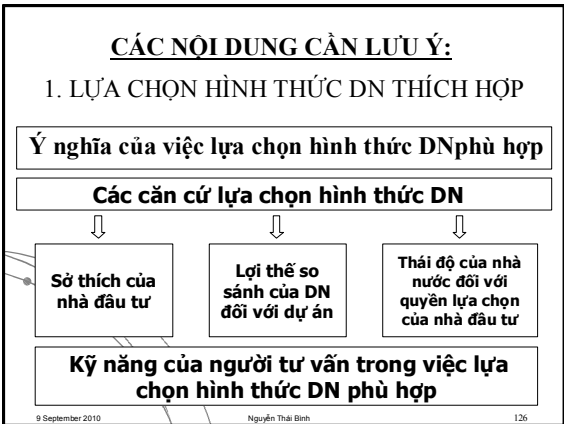 CÁC NỘI DUNG CẦN LƯU Ý:
1. LỰA CHỌN HÌNH THỨC DN THÍCH HỢP
Ý nghĩa của việc lựa chọn hình thức DNphù hợp
Các căn cứ lựa chọn hình thức DN
Sở thích của
nhà đầu tư
Lợi thế so
sánh của DN
đối với dự án
Thái độ của nhà
nước đối với
quyền lựa chọn
của nhà đầu tư
Kỹ năng của người tư vấn trong việc lựa
chọn hình thức DN phù hợp
9 September 2010
Nguyễn Thái Bình
126